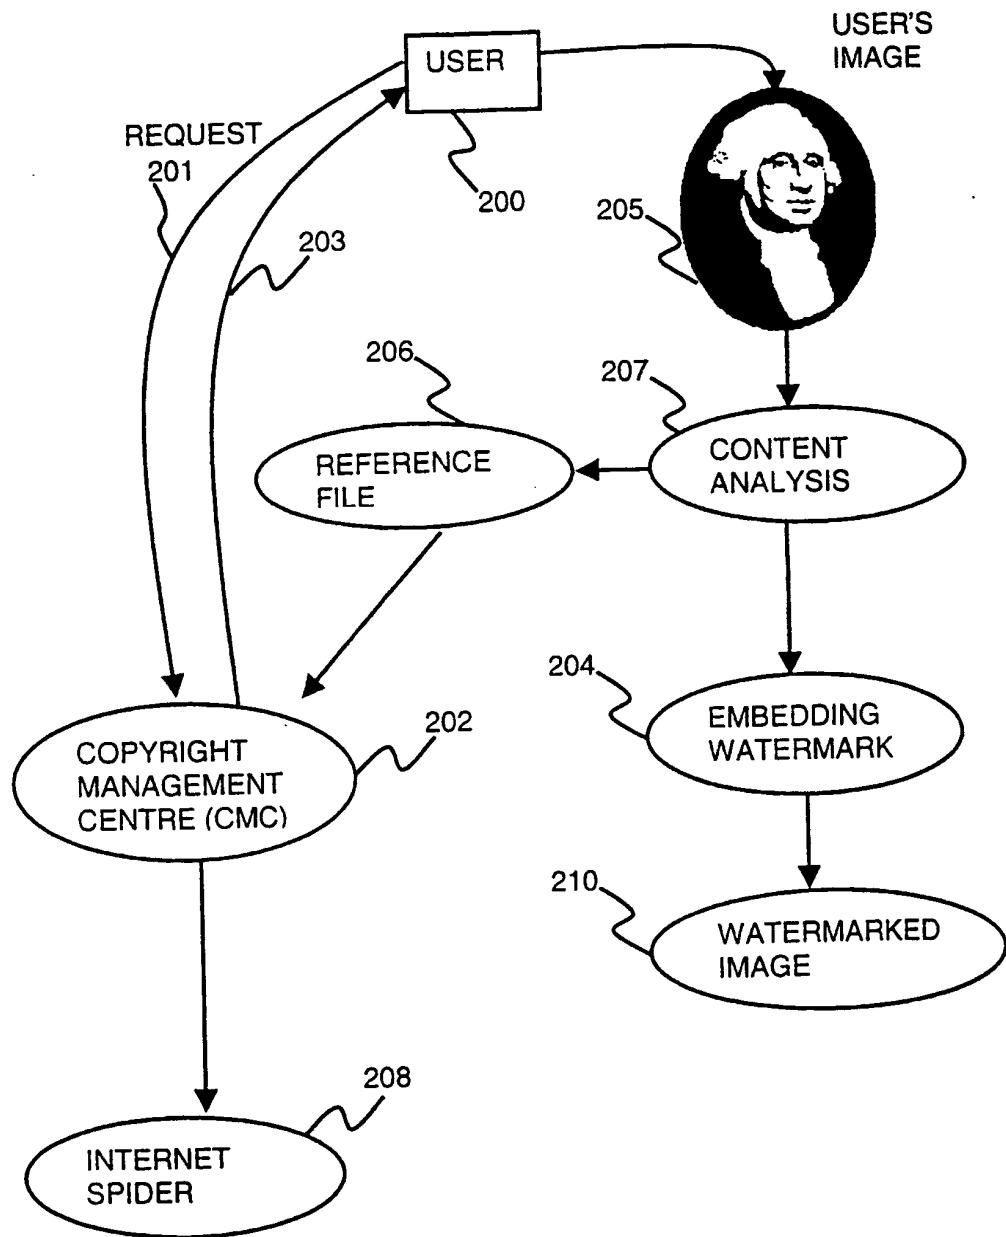 USER'S
IMAGE
USER
REQUEST
201
200
203
205
206
207
REFERENCE
FILE
CONTENT
ANALYSIS
204
EMBEDDING
WATERMARK
202
COPYRIGHT
MANAGEMENT
CENTRE (CMC)
210
WATERMARKED
IMAGE
208
INTERNET
SPIDER